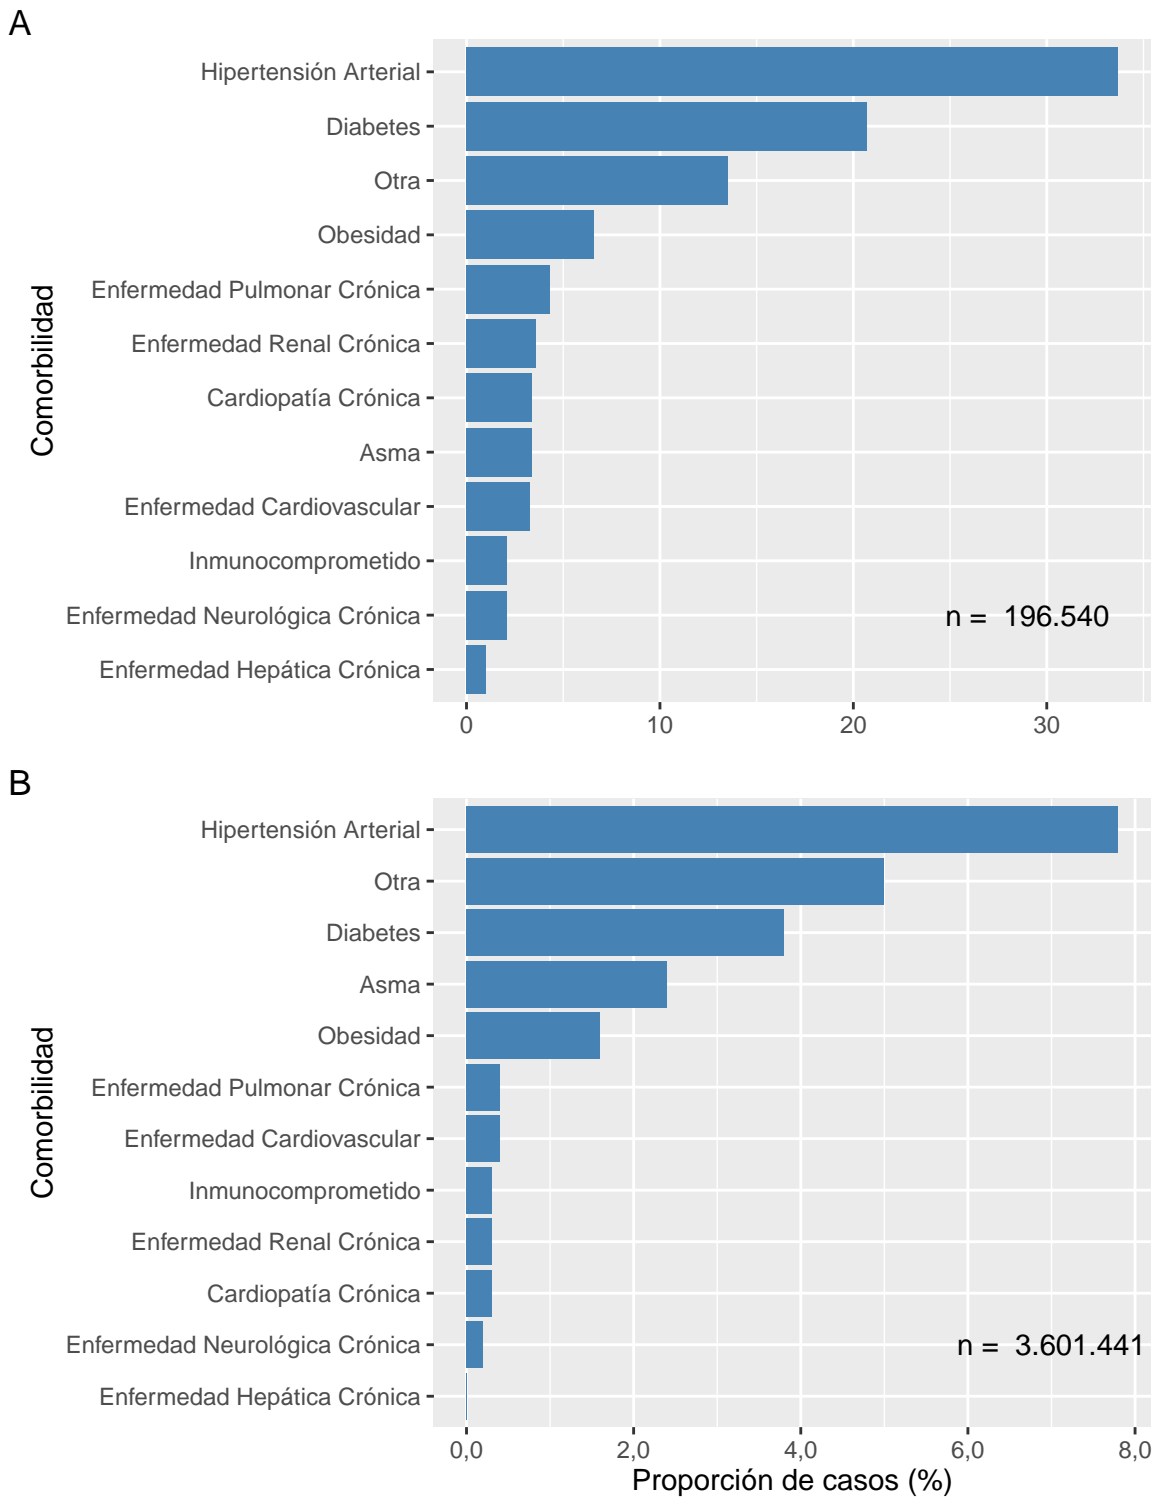 A
Hipertensión Arterial
Diabetes
Otra
Obesidad
Enfermedad Pulmonar Crónica
Enfermedad Renal Crónica
Cardiopatía Crónica
Asma
Enfermedad Cardiovascular
Inmunocomprometido
Enfermedad Neurológica Crónica
Enfermedad Hepática Crónica
Comorbilidad
n = 196.540
0 10 20 30
B
Hipertensión Arterial
Otra
Diabetes
Asma
Obesidad
Enfermedad Pulmonar Crónica
Enfermedad Cardiovascular
Inmunocomprometido
Enfermedad Renal Crónica
Cardiopatía Crónica
Enfermedad Neurológica Crónica
Enfermedad Hepática Crónica
Comorbilidad
n = 3.601.441
0,0 2,0 4,0 6,0 8,0
Proporción de casos (%)